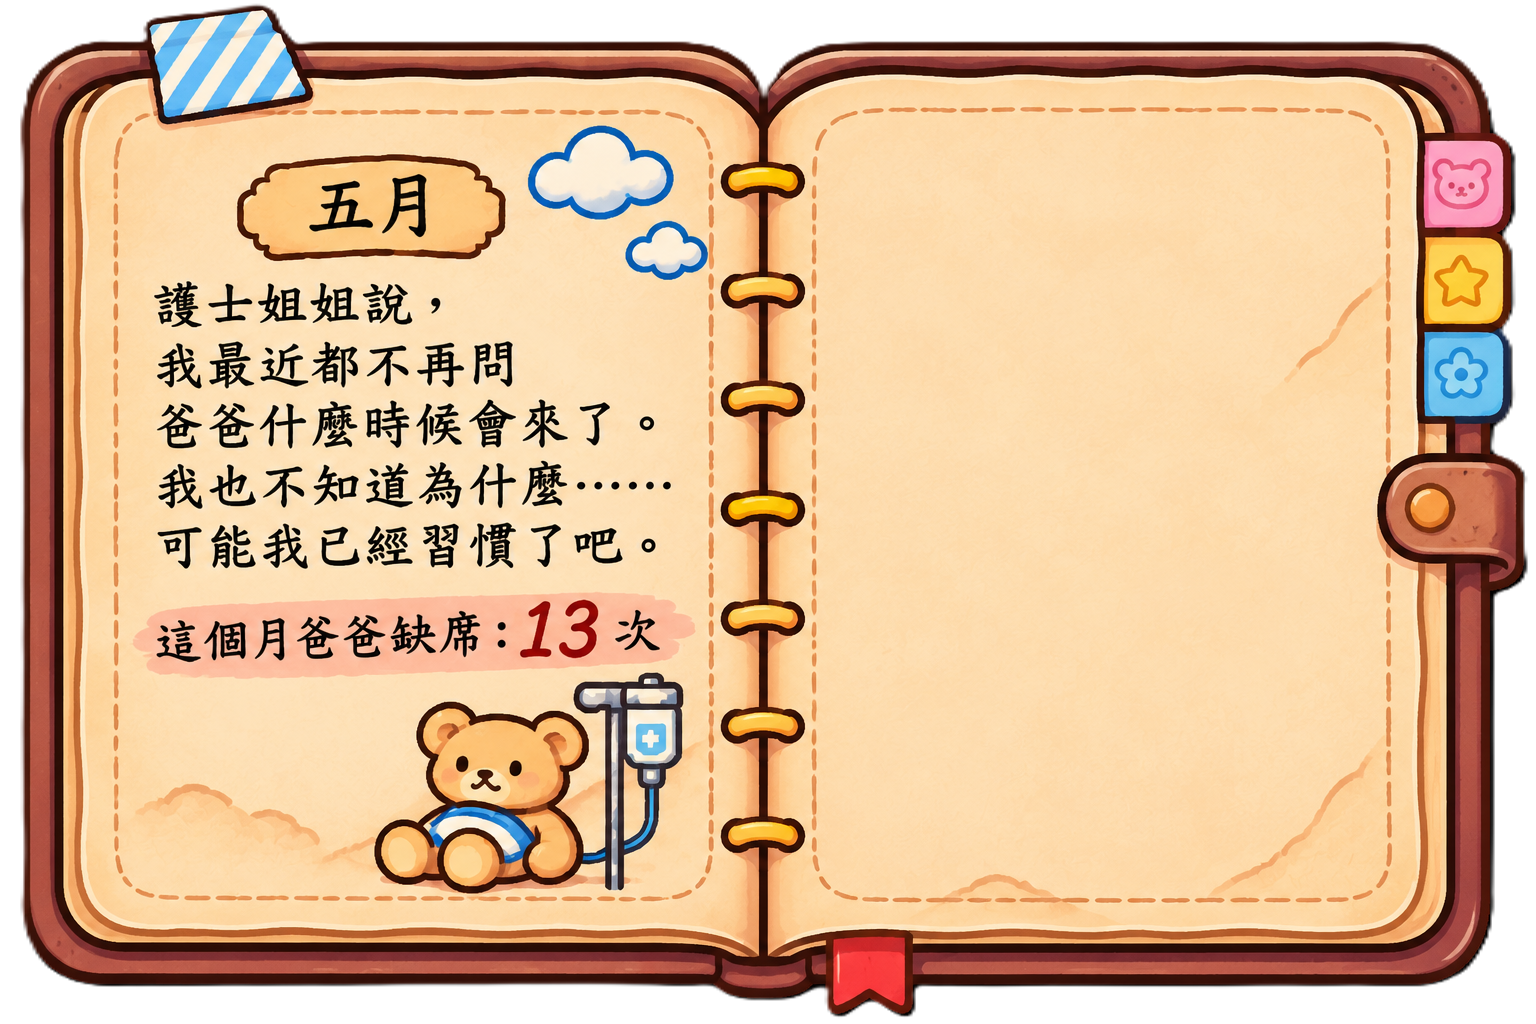 五月
護士姐姐說，
我最近都不再問
爸爸什麼時候會來了。
我也不知道為什麼……
可能我已經習慣了吧。
這個月爸爸缺席：13 次